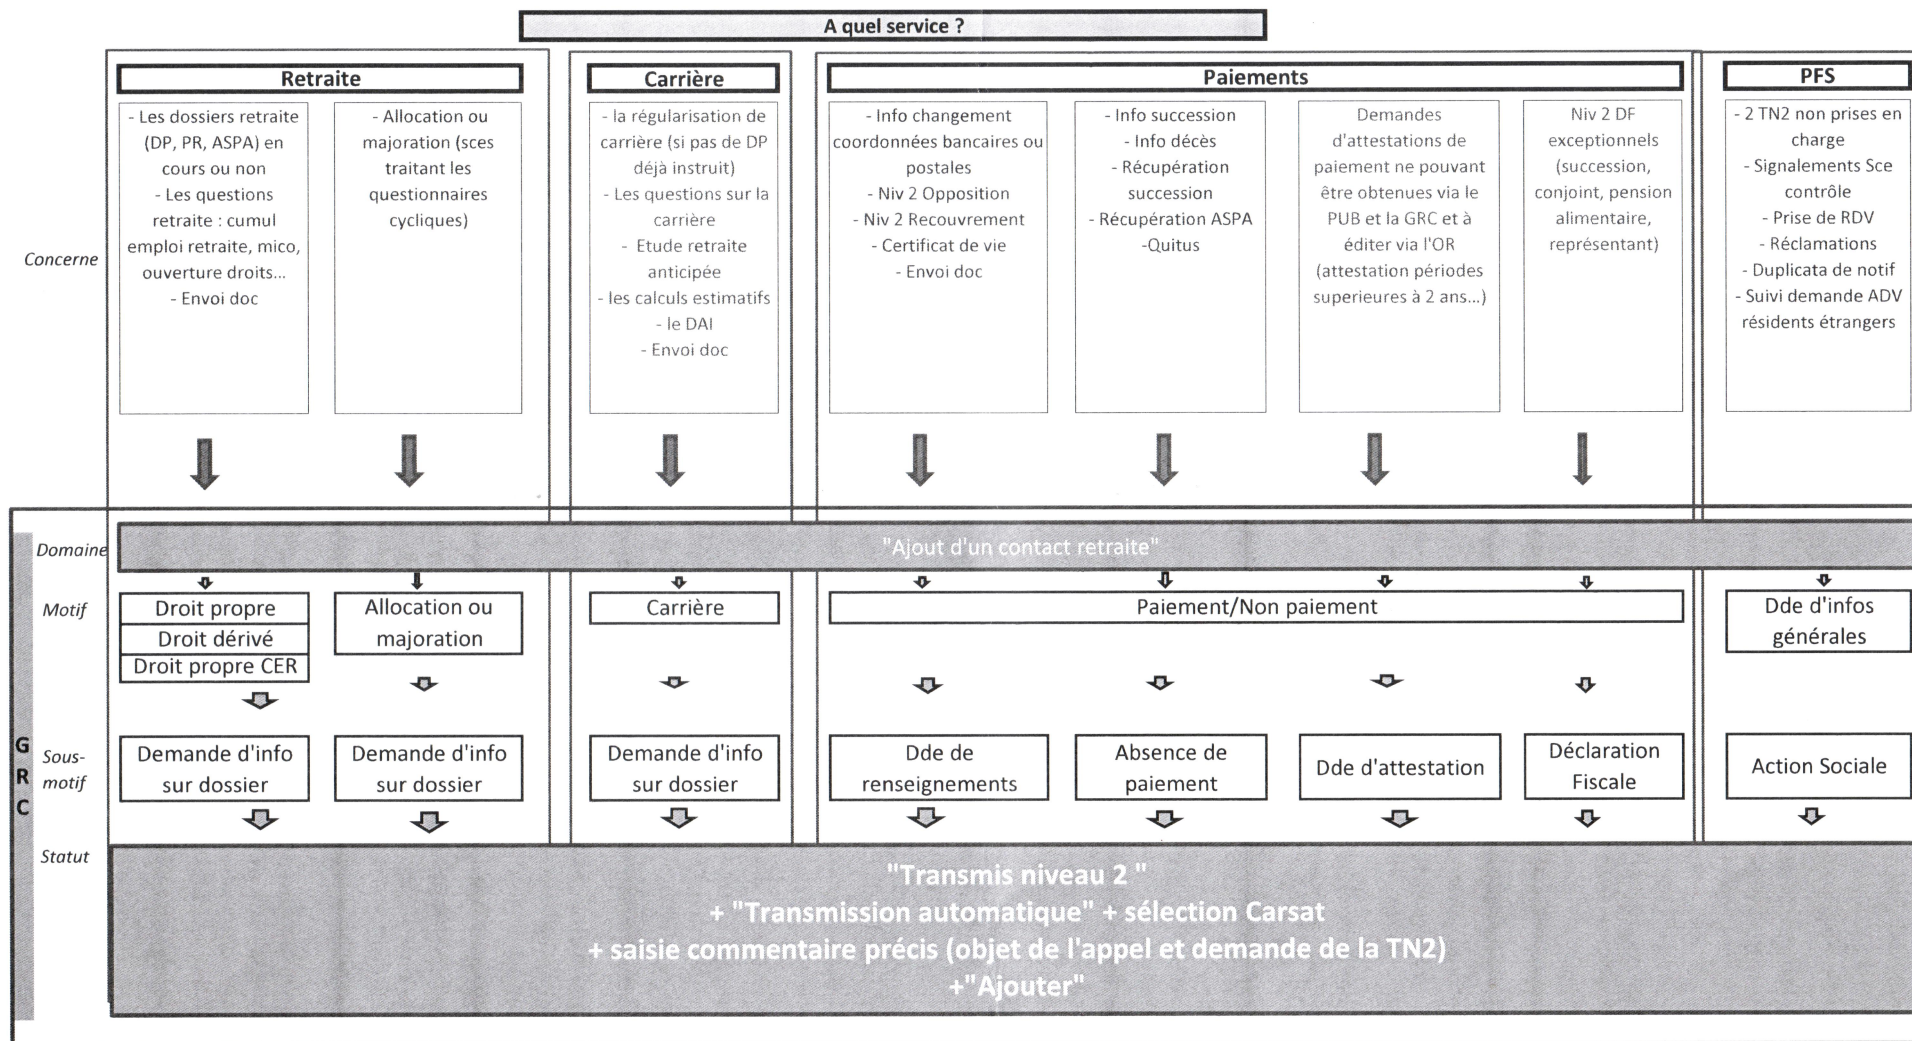 A quel service ?
Retraite
Carrière
Paiements
PFS
Concerne
- Les dossiers retraite
(DP, PR, ASPA) en
cours ou non
- Les questions
retraite : cumul
emploi retraite, mico,
ouverture droits...
- Envoi doc
- Allocation ou
majoration (sces
traitant les
questionnaires
cycliques)
- la régularisation de
carrière (si pas de DP
déjà instruit)
- Les questions sur la
carrière
- Etude retraite
anticipée
- les calculs estimatifs
- le DAI
- Envoi doc
- Info changement
coordonnées bancaires ou
postales
- Niv 2 Opposition
- Niv 2 Recouvrement
- Certificat de vie
- Envoi doc
- Info succession
- Info décès
- Récupération
succession
- Récupération ASPA
-Quitus
Demandes
d'attestations de
paiement ne pouvant
être obtenues via le
PUB et la GRC et à
éditer via l'OR
(attestation périodes
superieures à 2 ans...)
Niv 2 DF
exceptionnels
(succession,
conjoint, pension
alimentaire,
représentant)
- 2 TN2 non prises en
charge
- Signalements Sce
contrôle
- Prise de RDV
- Réclamations
- Duplicata de notif
- Suivi demande ADV
résidents étrangers
GRC
Domaine
"Ajout d'un contact retraite"
Motif
Droit propre
Droit dérivé
Droit propre CER
Allocation ou
majoration
Carrière
Paiement/Non paiement
Dde d'infos
générales
Sous-
motif
Demande d'info
sur dossier
Demande d'info
sur dossier
Demande d'info
sur dossier
Dde de
renseignements
Absence de
paiement
Dde d'attestation
Déclaration
Fiscale
Action Sociale
Statut
"Transmis niveau 2 "
+ "Transmission automatique" + sélection Carsat
+ saisie commentaire précis (objet de l'appel et demande de la TN2)
+"Ajouter"